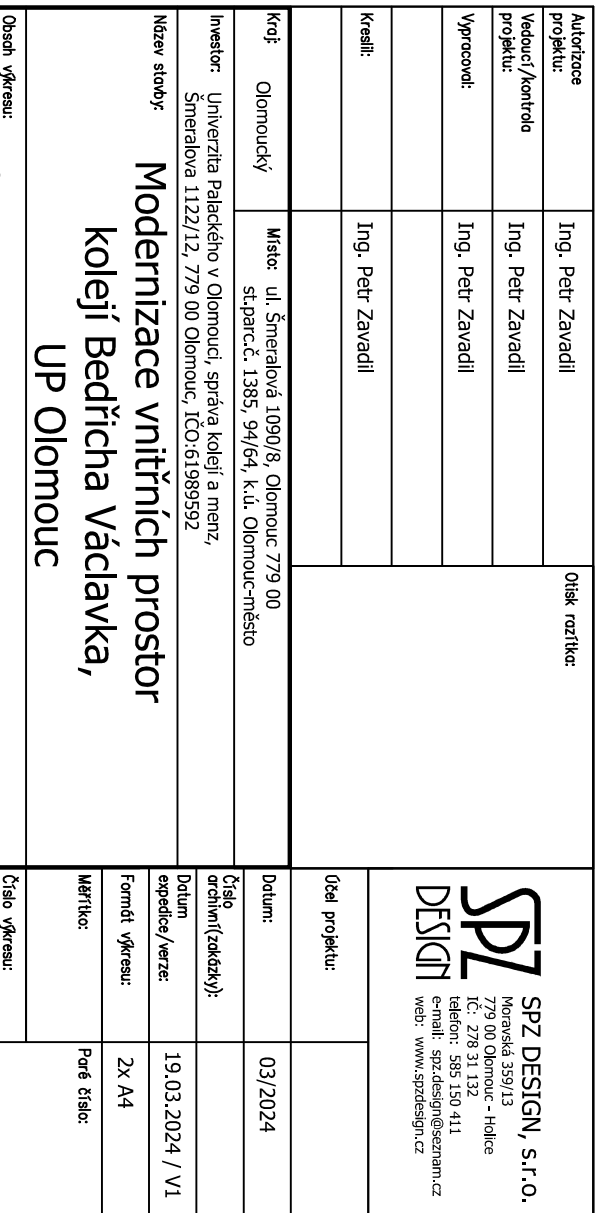 Autorizace
projektu:
Ing. Petr Zavadil
Vedoucí/kontrola
projektu:
Ing. Petr Zavadil
Vypracoval:
Ing. Petr Zavadil
Kreslil:
Ing. Petr Zavadil
Otisk razítka:
SPZ
DESIGN
SPZ DESIGN, s.r.o.
Moravská 359/13
779 00 Olomouc - Holice
IČ: 278 31 132
telefon: 585 150 411
e-mail: spz.design@seznam.cz
web: www.spzdesign.cz
Účel projektu:
Kraj: Olomoucký
Místo: ul. Šmeralová 1090/8, Olomouc 779 00
st.parc.č. 1385, 94/64, k.ú. Olomouc-město
Datum: 03/2024
Investor: Univerzita Palackého v Olomouci, správa kolejí a menz,
Šmeralova 1122/12, 779 00 Olomouc, IČO:61989592
Číslo
archivní(zakázky):
Datum
expedice/verze:
19.03.2024 / V1
Název stavby: Modernizace vnitřních prostor
kolejí Bedřicha Václavka,
UP Olomouc
Formát výkresu: 2x A4
Měřítko:
Paré číslo:
Obsah výkresu:
Číslo výkresu: